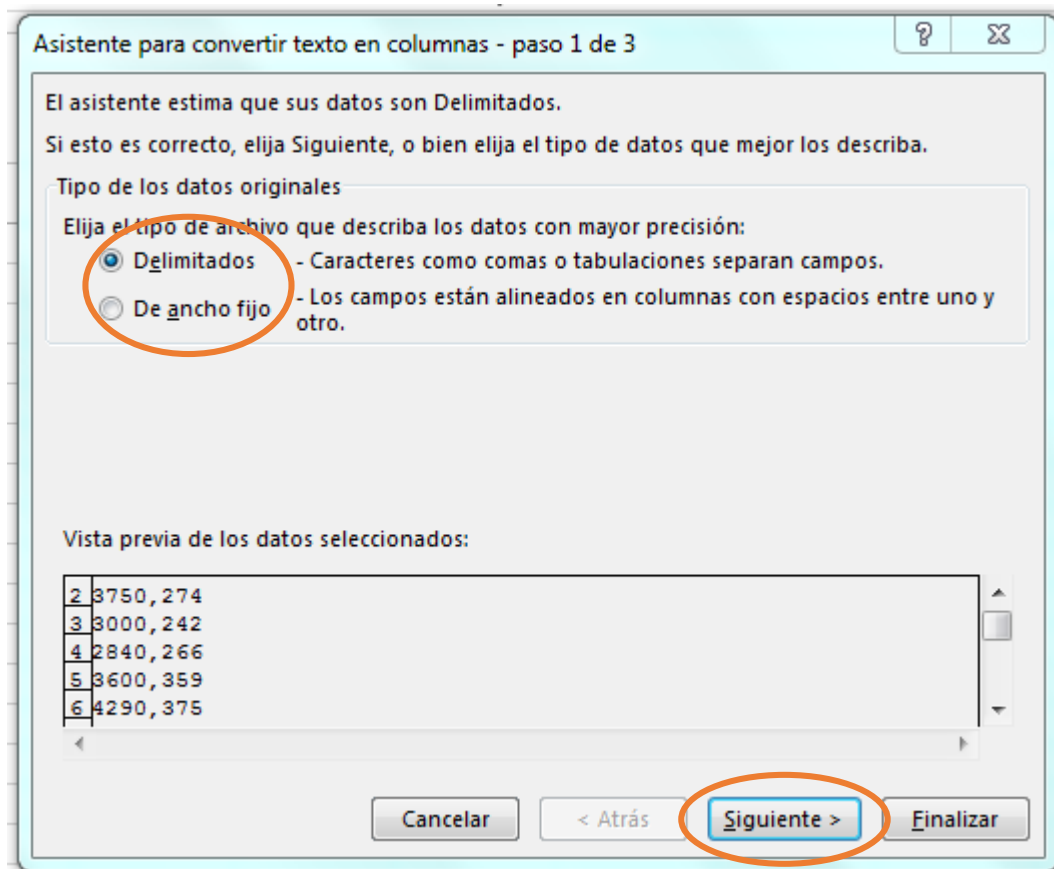 Asistente para convertir texto en columnas - paso 1 de 3
El asistente estima que sus datos son Delimitados.
Si esto es correcto, elija Siguiente, o bien elija el tipo de datos que mejor los describa.
Tipo de los datos originales
Elija el tipo de archivo que describa los datos con mayor precisión:
Delimitados - Caracteres como comas o tabulaciones separan campos.
De ancho fijo - Los campos están alineados en columnas con espacios entre uno y
otro.
Vista previa de los datos seleccionados:
2 3750,274
3 3000,242
4 2840,266
5 3600,359
6 4290,375
Cancelar < Atrás Siguiente > Finalizar